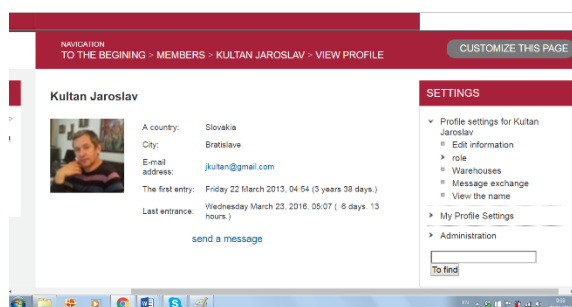 NAVIGATION
TO THE BEGINING > MEMBERS > KULTAN JAROSLAV > VIEW PROFILE
CUSTOMIZE THIS PAGE
Kultan Jaroslav
A country: Slovakia
City: Bratislave
E-mail address: jkultan@gmail.com
The first entry: Friday 22 March 2013, 04:54 (3 years 38 days.)
Last entrance: Wednesday March 23, 2016, 05:07 ( 6 days. 13 hours.)
send a message
SETTINGS
Profile settings for Kultan
Jaroslav
Edit information
role
Warehouses
Message exchange
View the name
My Profile Settings
Administration
To find